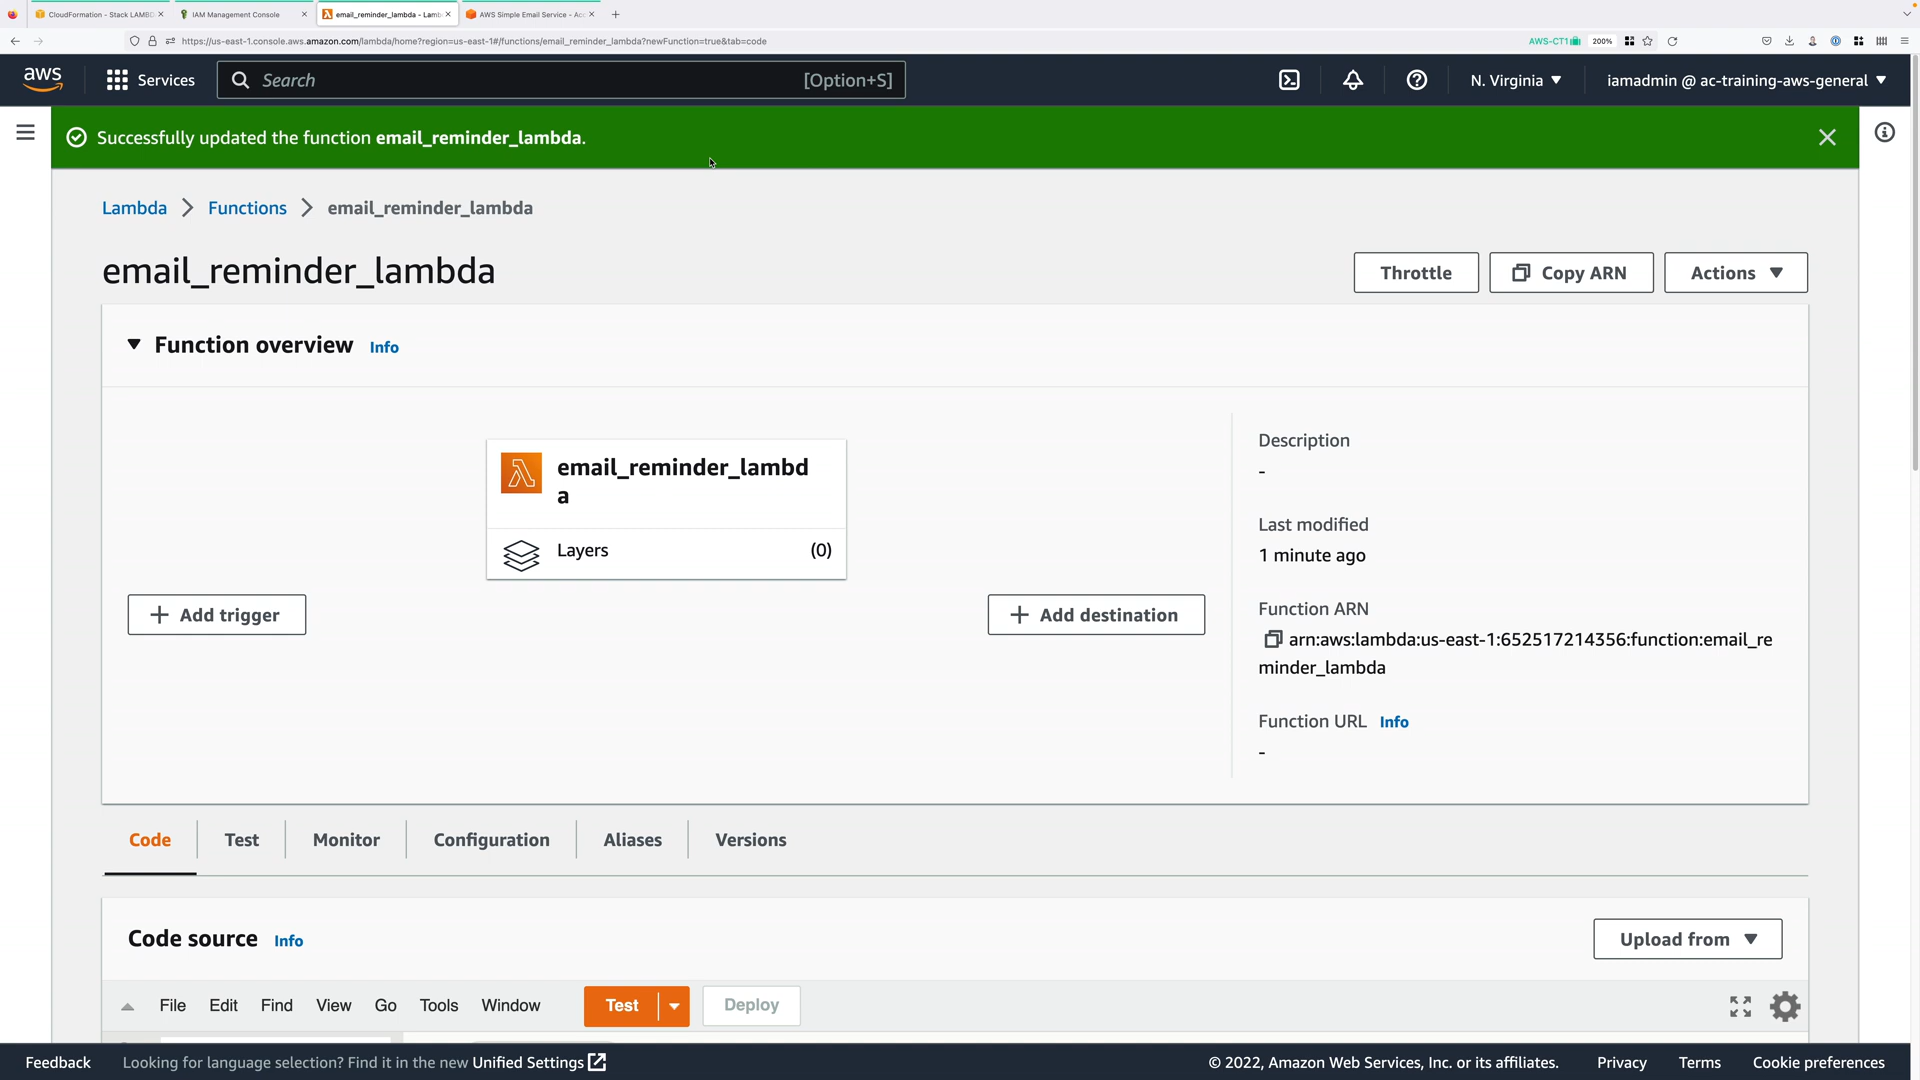 CloudFormation - Stack LAMBD
IAM Management Console
email_reminder_lambda - Lamb
AWS Simple Email Service - Acc
https://us-east-1.console.aws.amazon.com/lambda/home?region=us-east-1#/functions/email_reminder_lambda?newFunction=true&tab=code
AWS-CT1
200%
aws
Services
Search
[Option+S]
N. Virginia
iamadmin @ ac-training-aws-general
Successfully updated the function email_reminder_lambda.
Lambda > Functions > email_reminder_lambda
email_reminder_lambda
Throttle
Copy ARN
Actions
Function overview Info
email_reminder_lambd
a
Layers (0)
+ Add trigger
+ Add destination
Description
-
Last modified
1 minute ago
Function ARN
arn:aws:lambda:us-east-1:652517214356:function:email_re
minder_lambda
Function URL Info
-
Code
Test
Monitor
Configuration
Aliases
Versions
Code source Info
Upload from
File Edit Find View Go Tools Window
Test
Deploy
Feedback
Looking for language selection? Find it in the new Unified Settings
© 2022, Amazon Web Services, Inc. or its affiliates.
Privacy
Terms
Cookie preferences